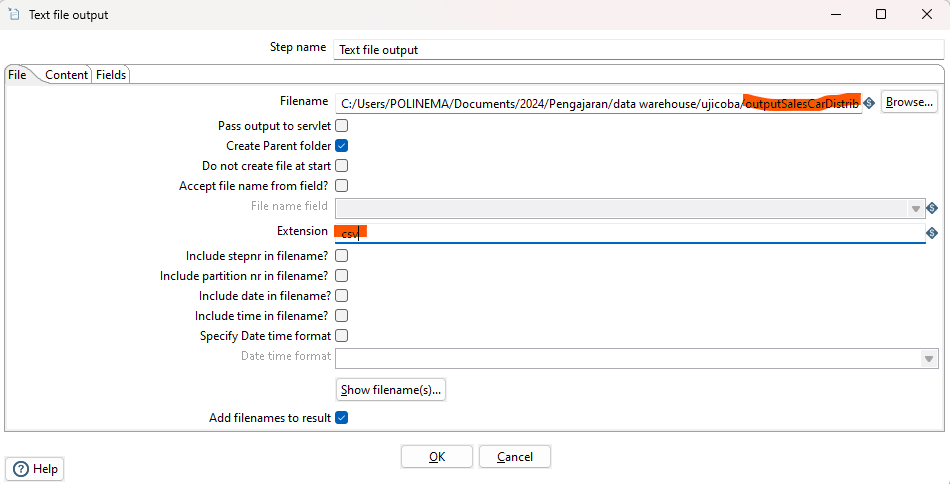 Text file output
Step name Text file output
File Content Fields
Filename C:/Users/POLINEMA/Documents/2024/Pengajaran/data warehouse/ujicoba/outputSalesCarDistrib Browse...
Pass output to servlet
Create Parent folder
Do not create file at start
Accept file name from field?
File name field
Extension csv
Include stepnr in filename?
Include partition nr in filename?
Include date in filename?
Include time in filename?
Specify Date time format
Date time format
Show filename(s)...
Add filenames to result
OK Cancel
Help